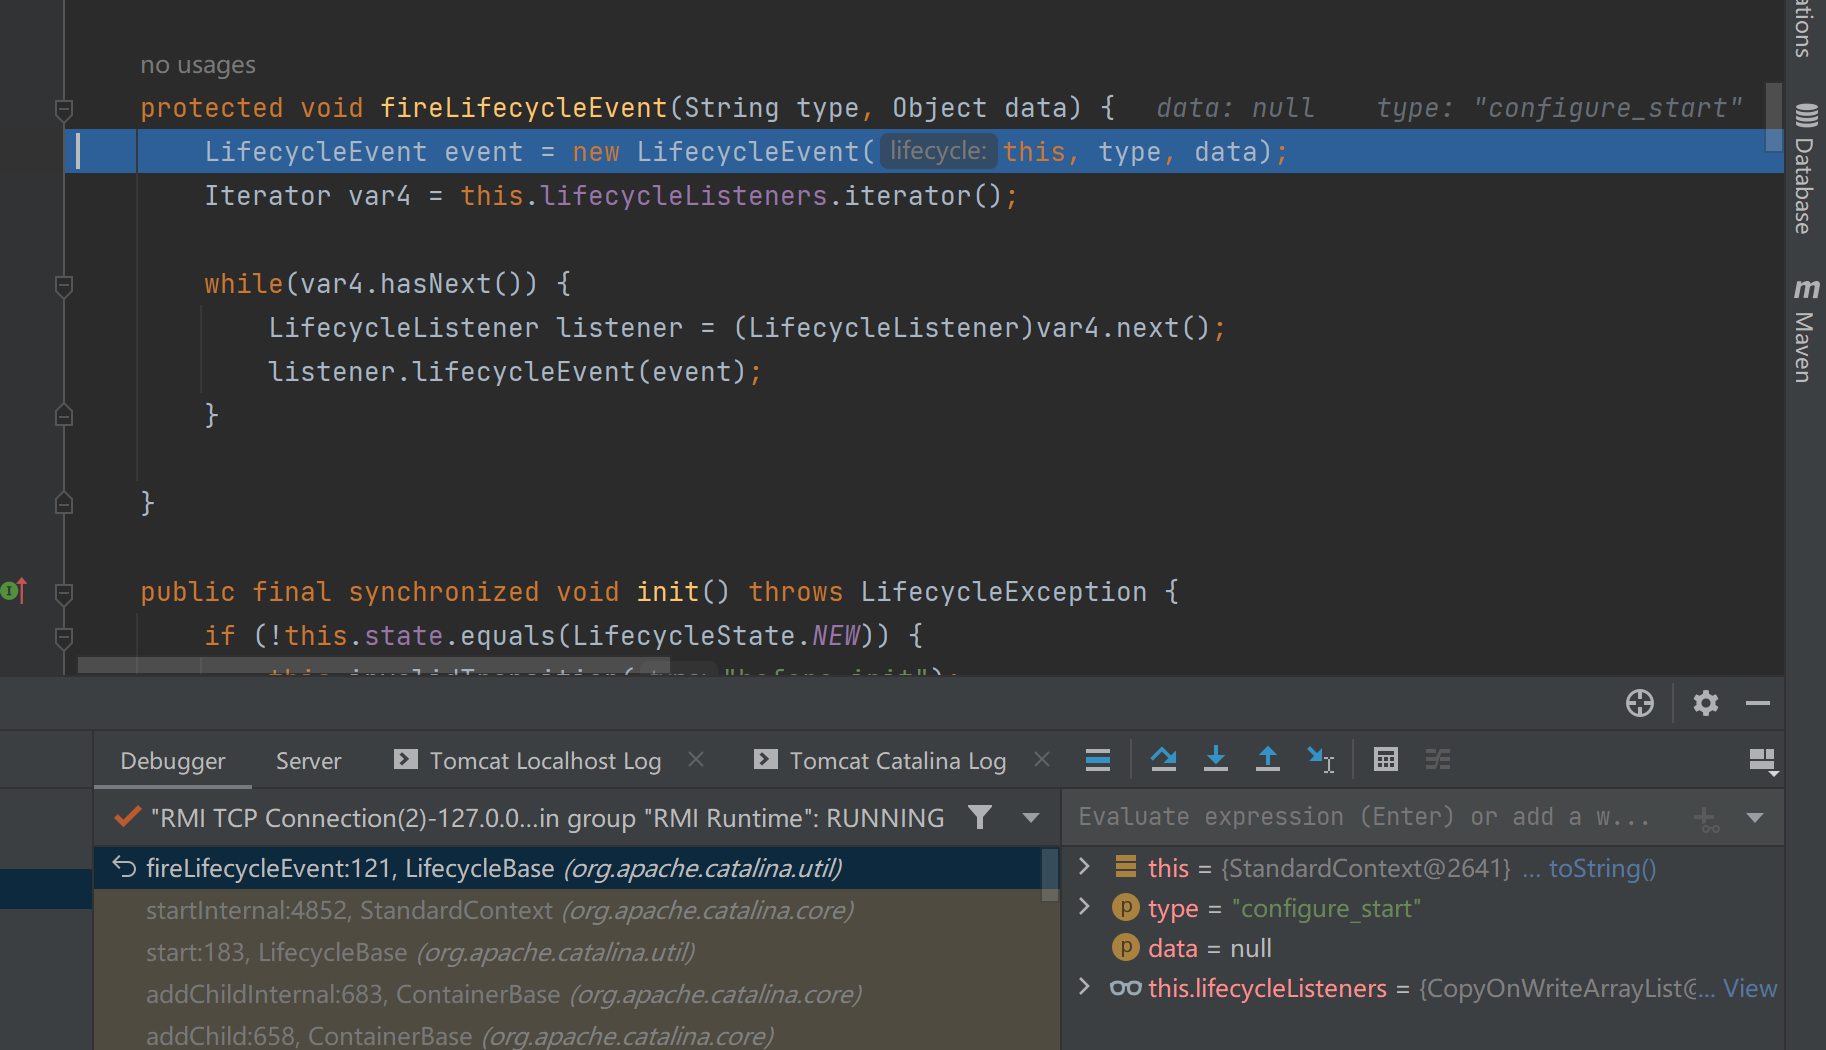 no usages
protected void fireLifecycleEvent(String type, Object data) {   data: null   type: "configure_start"
LifecycleEvent event = new LifecycleEvent( lifecycle: this, type, data);
Iterator var4 = this.lifecycleListeners.iterator();
while(var4.hasNext()) {
LifecycleListener listener = (LifecycleListener)var4.next();
listener.lifecycleEvent(event);
}
}
public final synchronized void init() throws LifecycleException {
if (!this.state.equals(LifecycleState.NEW)) {
ations
Database
m Maven
Debugger
Server
Tomcat Localhost Log
Tomcat Catalina Log
"RMI TCP Connection(2)-127.0.0...in group "RMI Runtime": RUNNING
fireLifecycleEvent:121, LifecycleBase (org.apache.catalina.util)
startInternal:4852, StandardContext (org.apache.catalina.core)
start:183, LifecycleBase (org.apache.catalina.util)
addChildInternal:683, ContainerBase (org.apache.catalina.core)
addChild:658, ContainerBase (org.apache.catalina.core)
Evaluate expression (Enter) or add a w...
this = {StandardContext@2641} ... toString()
p type = "configure_start"
p data = null
this.lifecycleListeners = {CopyOnWriteArrayList@... View